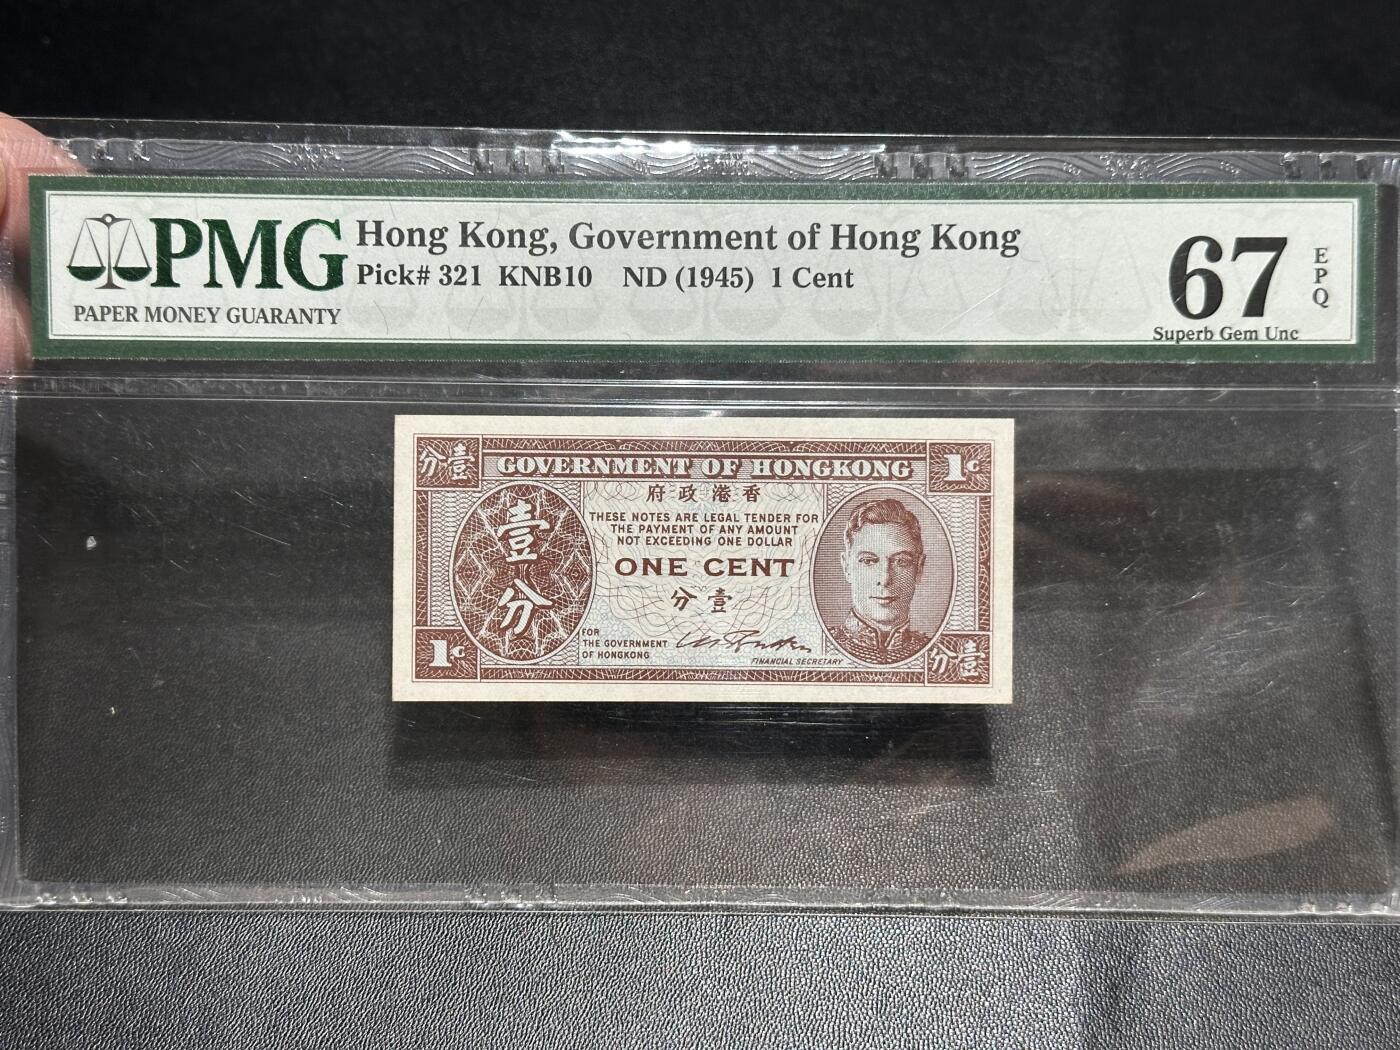 PMG
PAPER MONEY GUARANTY
Hong Kong, Government of Hong Kong
Pick# 321 KNB10 ND (1945) 1 Cent
67
EPQ
Superb Gem Unc
分壹
GOVERNMENT OF HONGKONG
1C
府政港香
壹分
THESE NOTES ARE LEGAL TENDER FOR
THE PAYMENT OF ANY AMOUNT
NOT EXCEEDING ONE DOLLAR
ONE CENT
分壹
1C
FOR
THE GOVERNMENT
OF HONGKONG
FINANCIAL SECRETARY
分壹